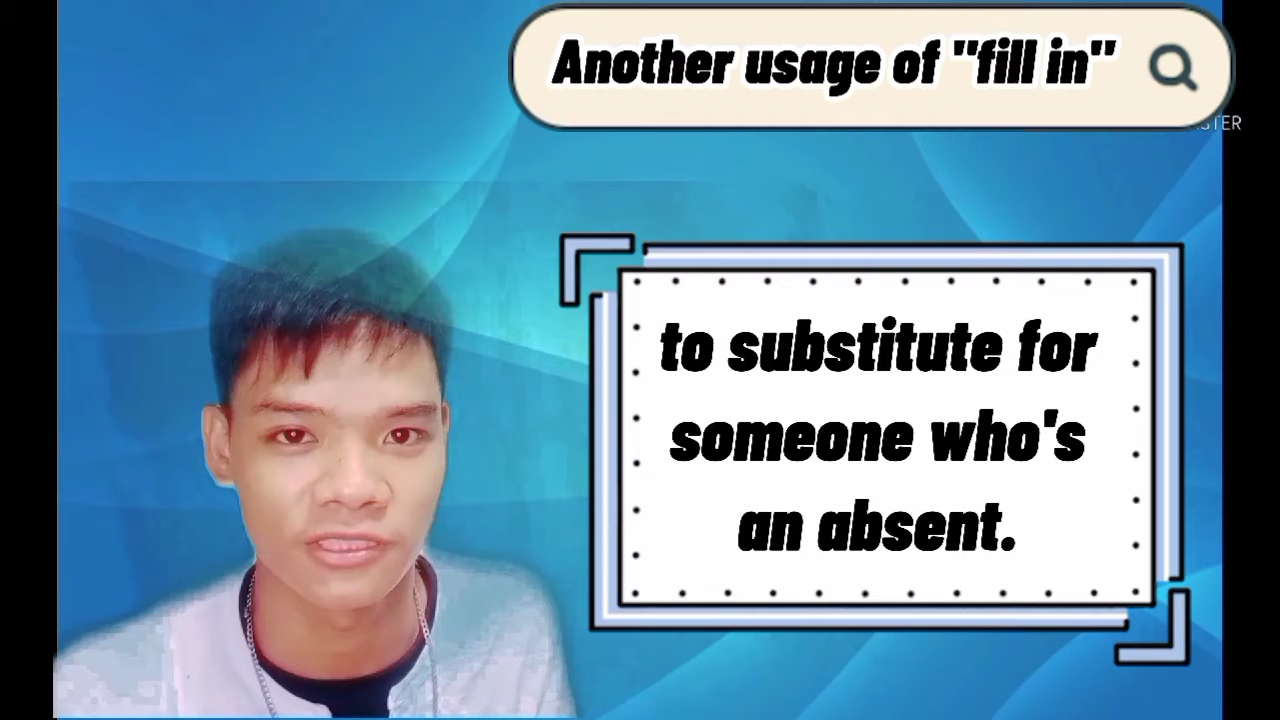 Another usage of "fill in"
to substitute for
someone who's
an absent.